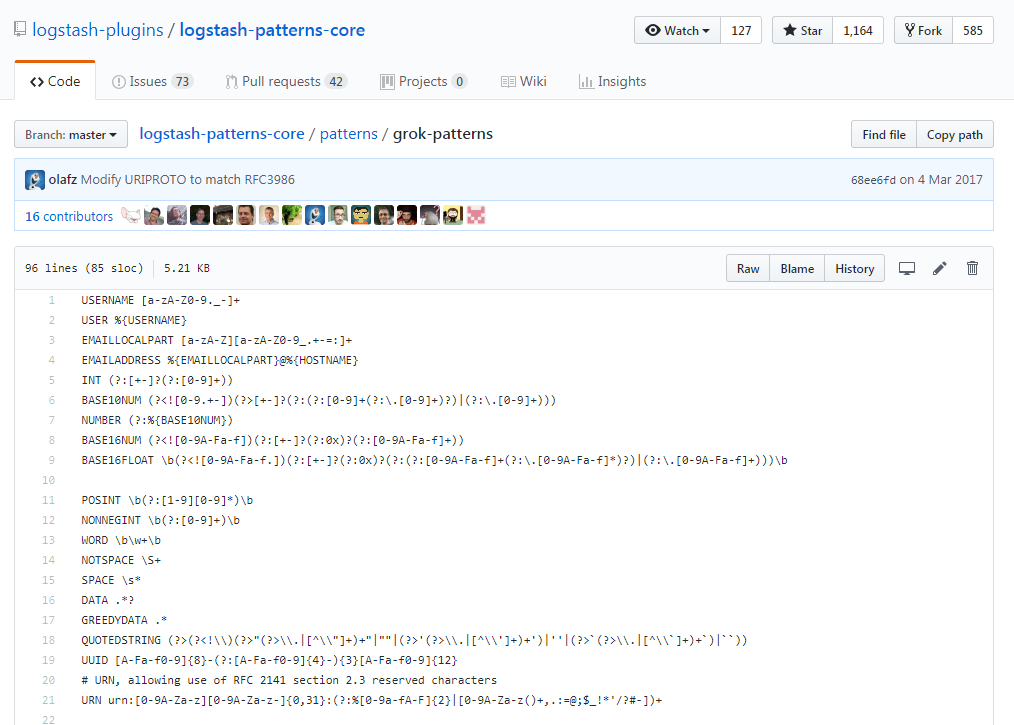 logstash-plugins / logstash-patterns-core
Watch 127 Star 1,164 Fork 585
Code Issues 73 Pull requests 42 Projects 0 Wiki Insights
Branch: master logstash-patterns-core / patterns / grok-patterns Find file Copy path
olafz Modify URIPROTO to match RFC3986 68ee6fd on 4 Mar 2017
16 contributors
96 lines (85 sloc) 5.21 KB Raw Blame History
1 USERNAME [a-zA-Z0-9._-]+
2 USER %{USERNAME}
3 EMAILLOCALPART [a-zA-Z][a-zA-Z0-9_.+-=:]+
4 EMAILADDRESS %{EMAILLOCALPART}@%{HOSTNAME}
5 INT (?:[+-]?(?:[0-9]+))
6 BASE10NUM (?<![0-9.+-])(?>[+-]?(?:(?:[0-9]+(?:\.[0-9]+)?)|(?:\.[0-9]+)))
7 NUMBER (?:%{BASE10NUM})
8 BASE16NUM (?<![0-9A-Fa-f])(?:[+-]?(?:0x)?(?:[0-9A-Fa-f]+))
9 BASE16FLOAT \b(?<![0-9A-Fa-f.])(?:[+-]?(?:0x)?(?:(?:[0-9A-Fa-f]+(?:\.[0-9A-Fa-f]*)?)|(?:\.[0-9A-Fa-f]+)))\b
10
11 POSINT \b(?:[1-9][0-9]*)\b
12 NONNEGINT \b(?:[0-9]+)\b
13 WORD \b\w+\b
14 NOTSPACE \S+
15 SPACE \s*
16 DATA .*?
17 GREEDYDATA .*
18 QUOTEDSTRING (?>(?<!\\)(?>"(?>\\.|[^\\"]+)+"|""|(?>'(?>\\.|[^\\']+)+')|''|(?>`(?>\\.|[^\\`]+)+`)|``))
19 UUID [A-Fa-f0-9]{8}-(?:[A-Fa-f0-9]{4}-){3}[A-Fa-f0-9]{12}
20 # URN, allowing use of RFC 2141 section 2.3 reserved characters
21 URN urn:[0-9A-Za-z][0-9A-Za-z-]{0,31}:(?:%[0-9a-fA-F]{2}|[0-9A-Za-z()+,.:=@;$_!*'/?#-])+
22